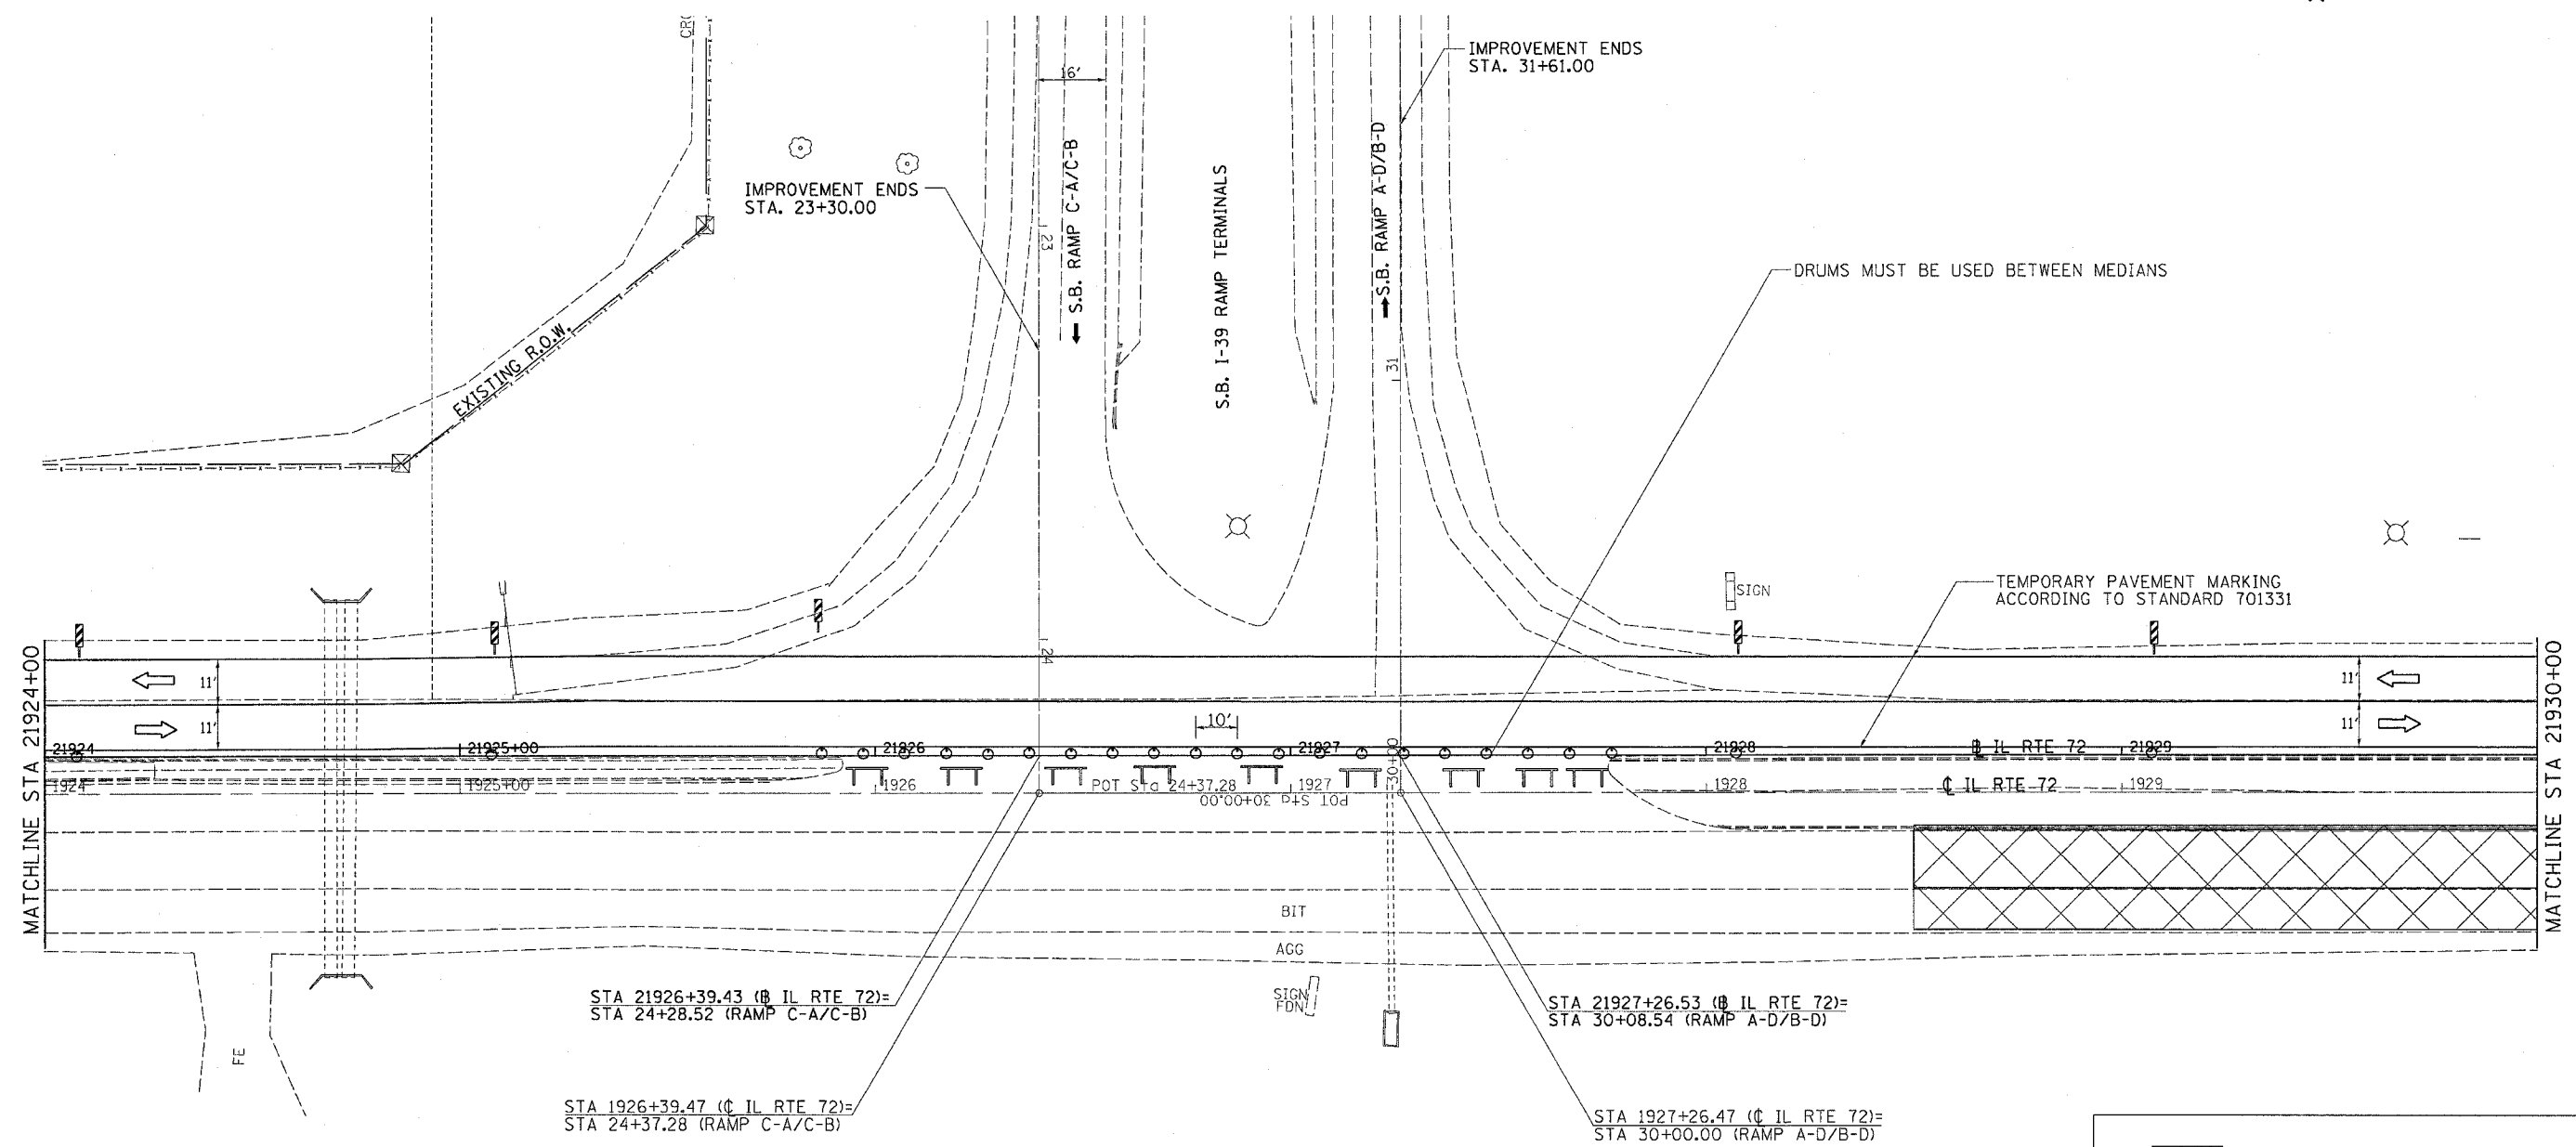 CRO
16'
IMPROVEMENT ENDS
STA. 31+61.00
IMPROVEMENT ENDS
STA. 23+30.00
S.B. RAMP C-A/C-B
S.B. I-39 RAMP TERMINALS
S.B. RAMP A-D/B-D
23
DRUMS MUST BE USED BETWEEN MEDIANS
31
EXISTING R.O.W.
SIGN
TEMPORARY PAVEMENT MARKING
ACCORDING TO STANDARD 701331
MATCHLINE STA 21924+00
24
MATCHLINE STA 21930+00
11'
11'
11'
11'
10'
21924
21925+00
21926
21927
21928
℔ IL RTE 72
21929
30+00
1924
1925+00
1926
POT Sta 24+37.28
1927
1928
℄ IL RTE 72
1929
POT Sta 30+00.00
BIT
AGG
SIGN
FDN
FE
STA 21926+39.43 (℔ IL RTE 72)=
STA 24+28.52 (RAMP C-A/C-B)
STA 21927+26.53 (℔ IL RTE 72)=
STA 30+08.54 (RAMP A-D/B-D)
STA 1926+39.47 (℄ IL RTE 72)=
STA 24+37.28 (RAMP C-A/C-B)
STA 1927+26.47 (℄ IL RTE 72)=
STA 30+00.00 (RAMP A-D/B-D)